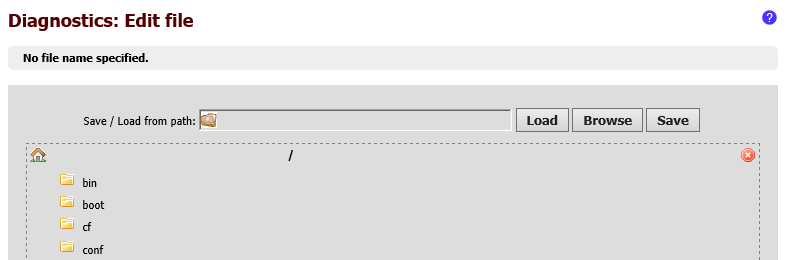 Diagnostics: Edit file
?
No file name specified.
Save / Load from path: Load Browse Save
/
bin
boot
cf
conf